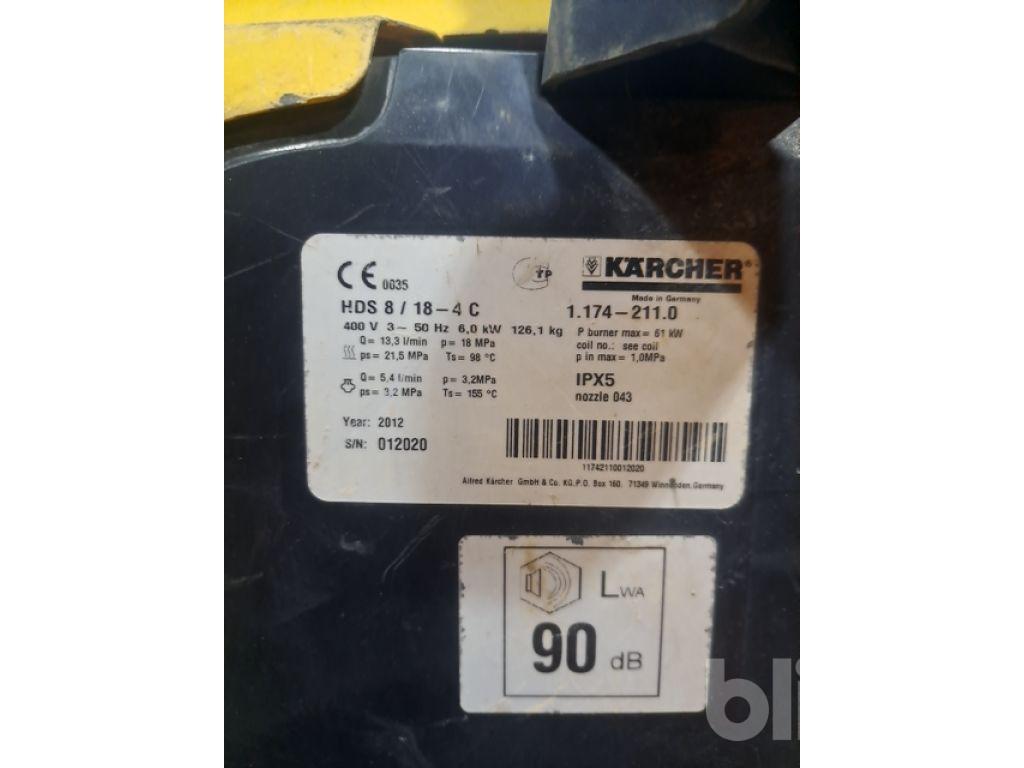 CE 0035
TP
KÄRCHER®
Made in Germany
HDS 8 / 18-4 C
1.174-211.0
400 V 3~ 50 Hz 6,0 kW 126,1 kg
P burner max= 61 kW
Q= 13,3 l/min p= 18 MPa
coil no.: see coil
ps= 21,5 MPa Ts= 98 °C
p in max= 1,0MPa
Q= 5,4 l/min p= 3,2MPa
IPX5
ps= 3,2 MPa Ts= 155 °C
nozzle 043
Year: 2012
S/N: 012020
11742110012020
Alfred Kärcher GmbH & Co. KG,P.O. Box 160. 71349 Winnenden,Germany
LWA
90 dB
bli